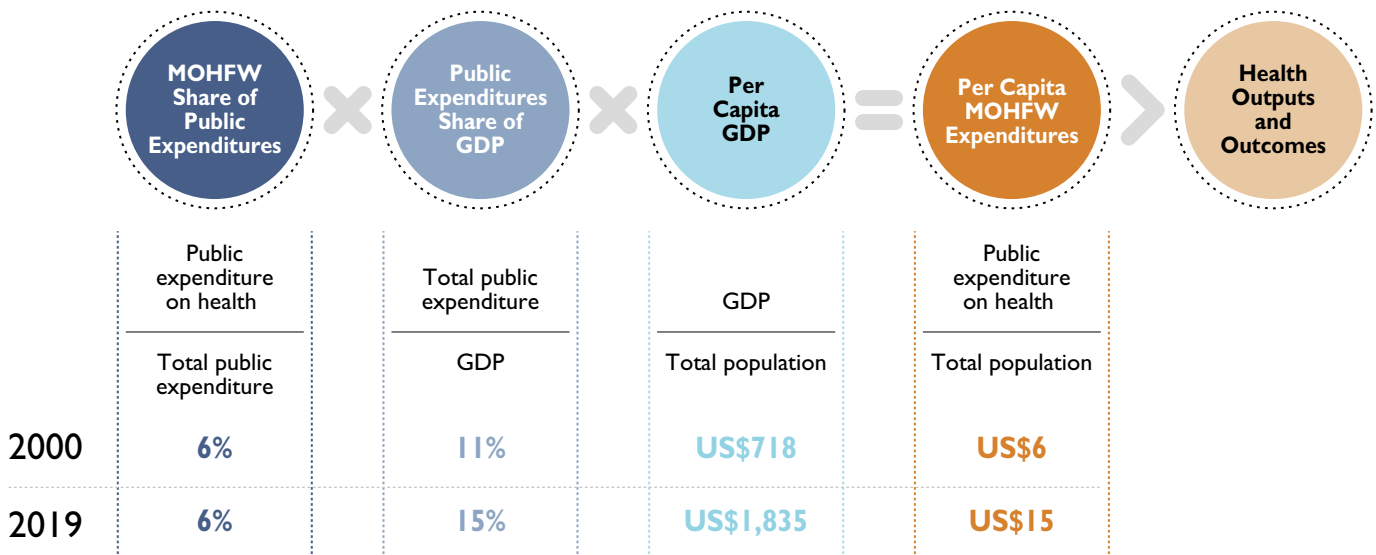 MOHFW
Share of
Public
Expenditures
Public
Expenditures
Share of
GDP
Per
Capita
GDP
Per Capita
MOHFW
Expenditures
Health
Outputs
and
Outcomes
Public
expenditure
on health
Total public
expenditure
Total public
expenditure
GDP
GDP
Total population
Public
expenditure
on health
Total population
2000 6% 11% US$718 US$6
2019 6% 15% US$1,835 US$15